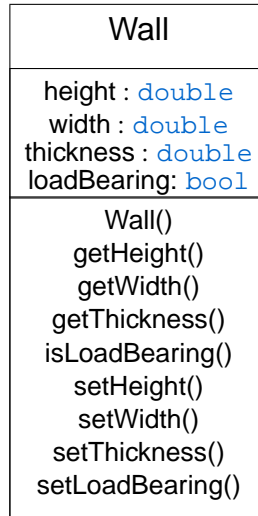 Wall
height : double
width : double
thickness : double
loadBearing: bool
Wall()
getHeight()
getWidth()
getThickness()
isLoadBearing()
setHeight()
setWidth()
setThickness()
setLoadBearing()